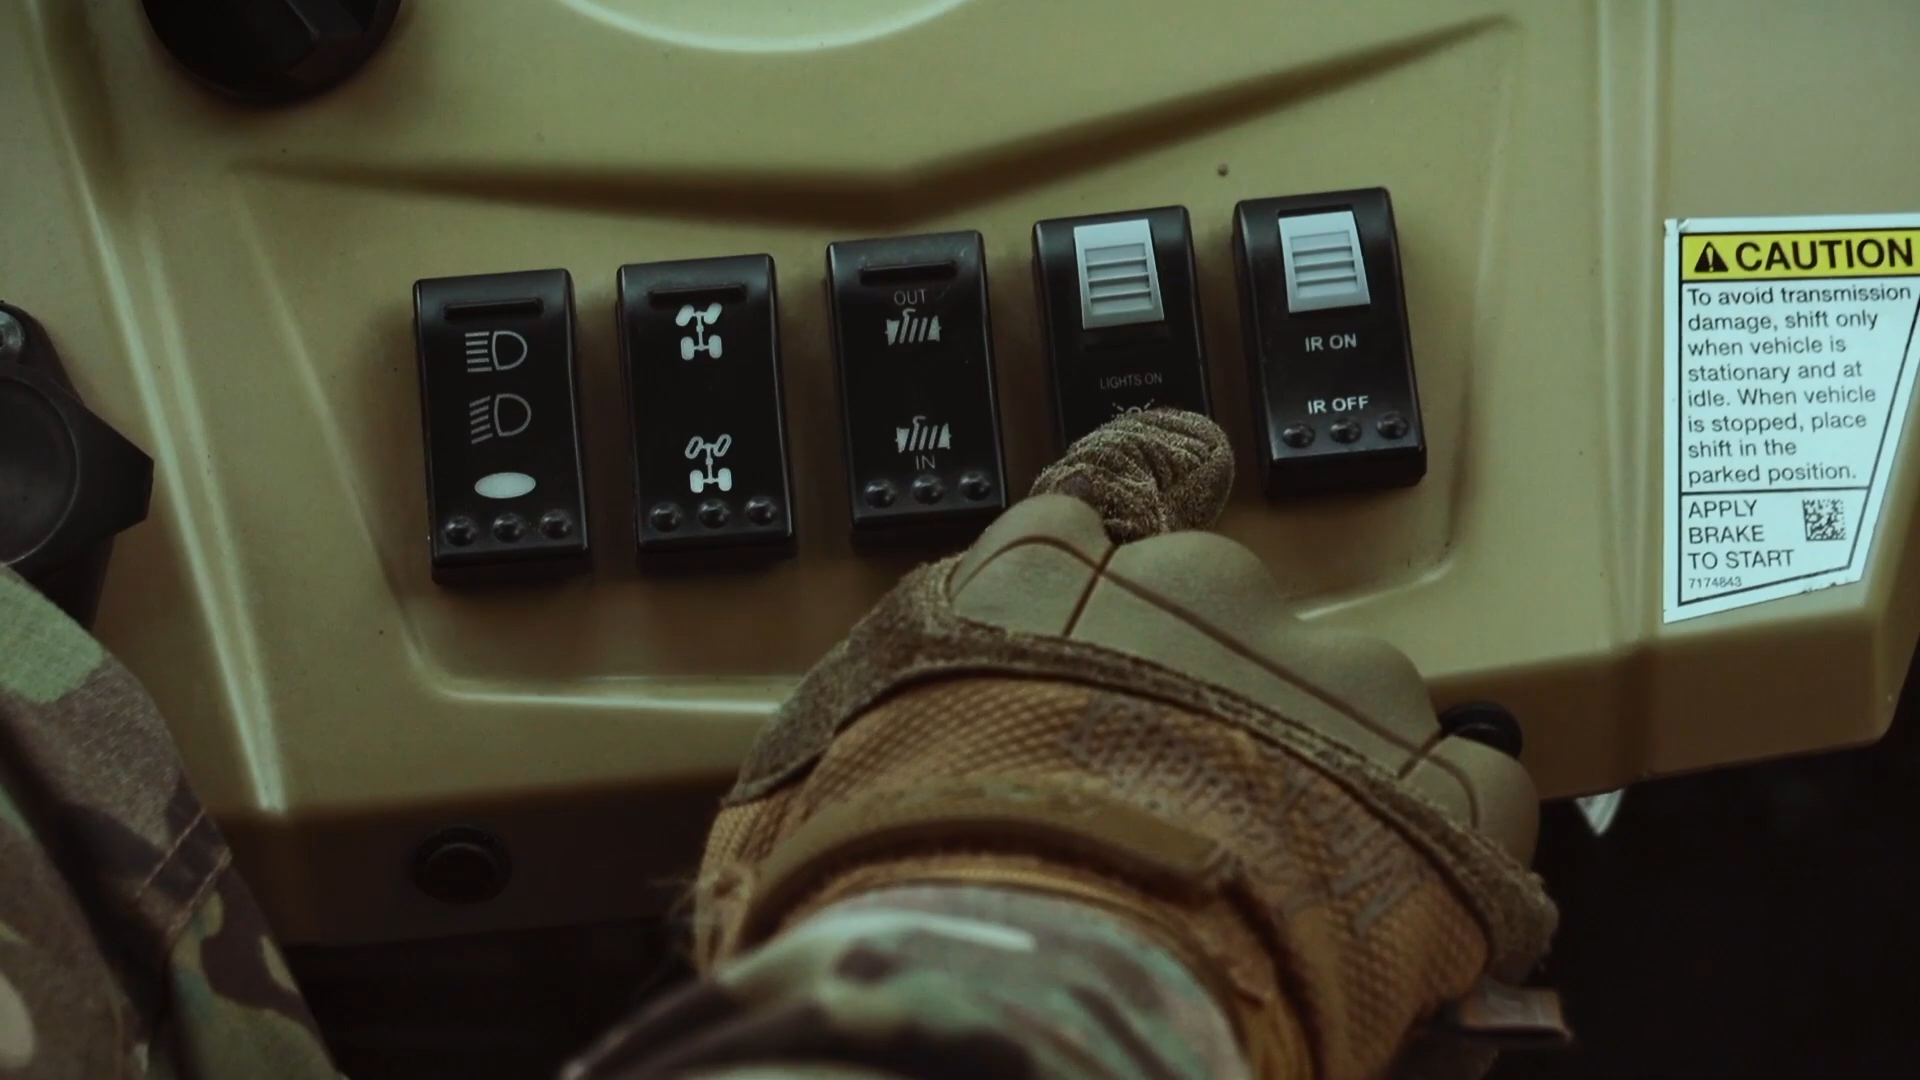 OUT
IN
LIGHTS ON
IR ON
IR OFF
CAUTION
To avoid transmission
damage, shift only
when vehicle is
stationary and at
idle. When vehicle
is stopped, place
shift in the
parked position.
APPLY
BRAKE
TO START
7174843